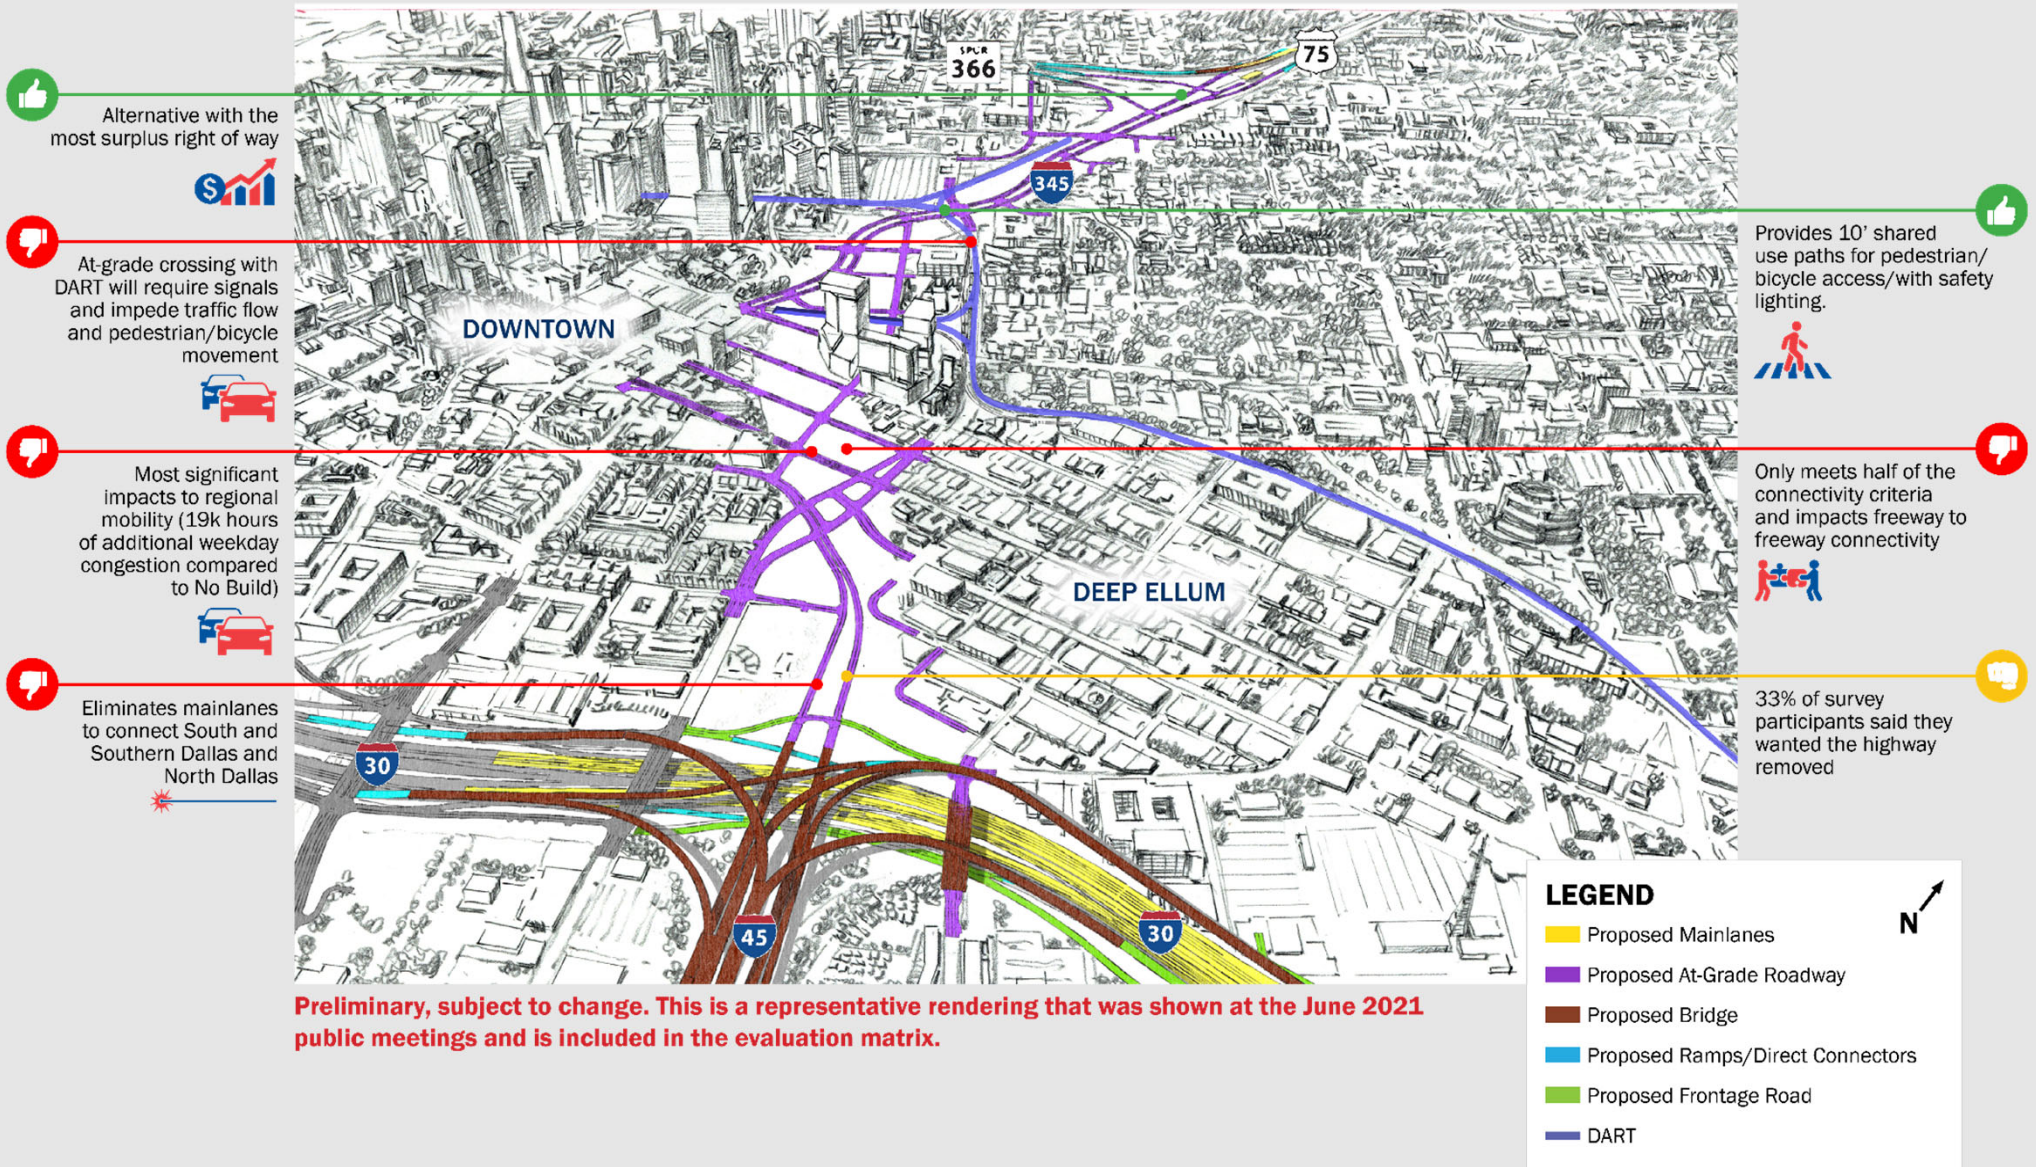 SPUR
366
75
345
Alternative with the
most surplus right of way
$
At-grade crossing with
DART will require signals
and impede traffic flow
and pedestrian/bicycle
movement
Most significant
impacts to regional
mobility (19k hours
of additional weekday
congestion compared
to No Build)
Eliminates mainlanes
to connect South and
Southern Dallas and
North Dallas
DOWNTOWN
DEEP ELLUM
30
45
30
Provides 10’ shared
use paths for pedestrian/
bicycle access/with safety
lighting.
Only meets half of the
connectivity criteria
and impacts freeway to
freeway connectivity
33% of survey
participants said they
wanted the highway
removed
Preliminary, subject to change. This is a representative rendering that was shown at the June 2021
public meetings and is included in the evaluation matrix.
LEGEND
N
Proposed Mainlanes
Proposed At-Grade Roadway
Proposed Bridge
Proposed Ramps/Direct Connectors
Proposed Frontage Road
DART